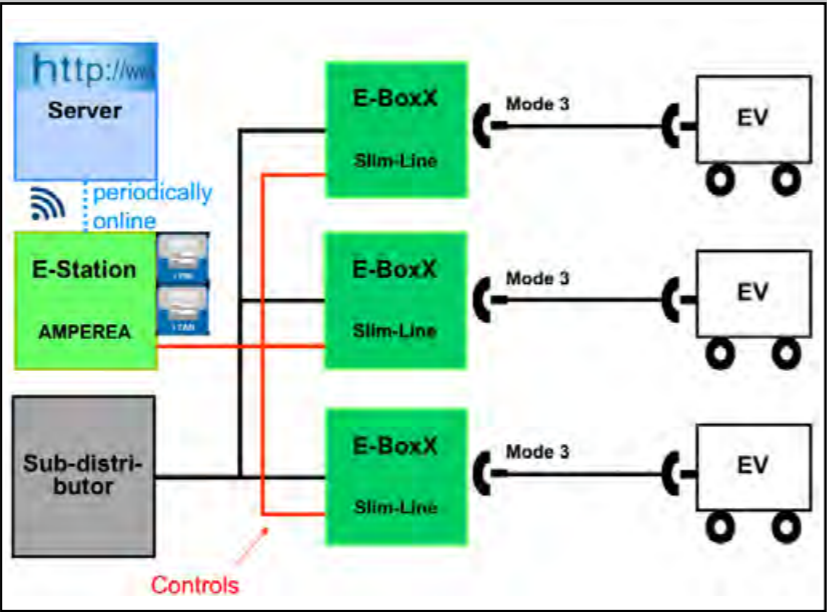 http://www
Server
periodically
online
E-Station
AMPEREA
Sub-distri-
butor
Controls
E-BoxX
Slim-Line
Mode 3
EV
E-BoxX
Slim-Line
Mode 3
EV
E-BoxX
Slim-Line
Mode 3
EV